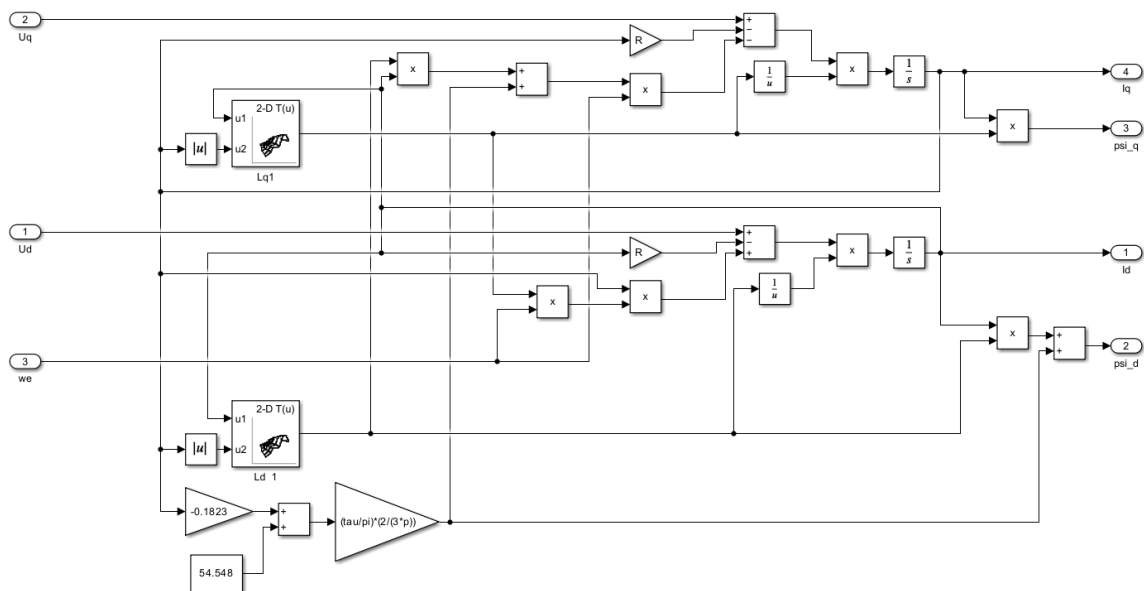 2
Uq
+
−
−
R
x
+
+
x
1
u
x
1
s
4
Iq
2-D T(u)
u1
u2
|u|
Lq1
x
3
psi_q
1
Ud
+
−
+
R
x
1
s
1
Id
x
x
1
u
3
we
x
+
+
2
psi_d
2-D T(u)
u1
u2
|u|
Ld 1
-0.1823
+
+
(tau/pi)*(2/(3*p))
54.548